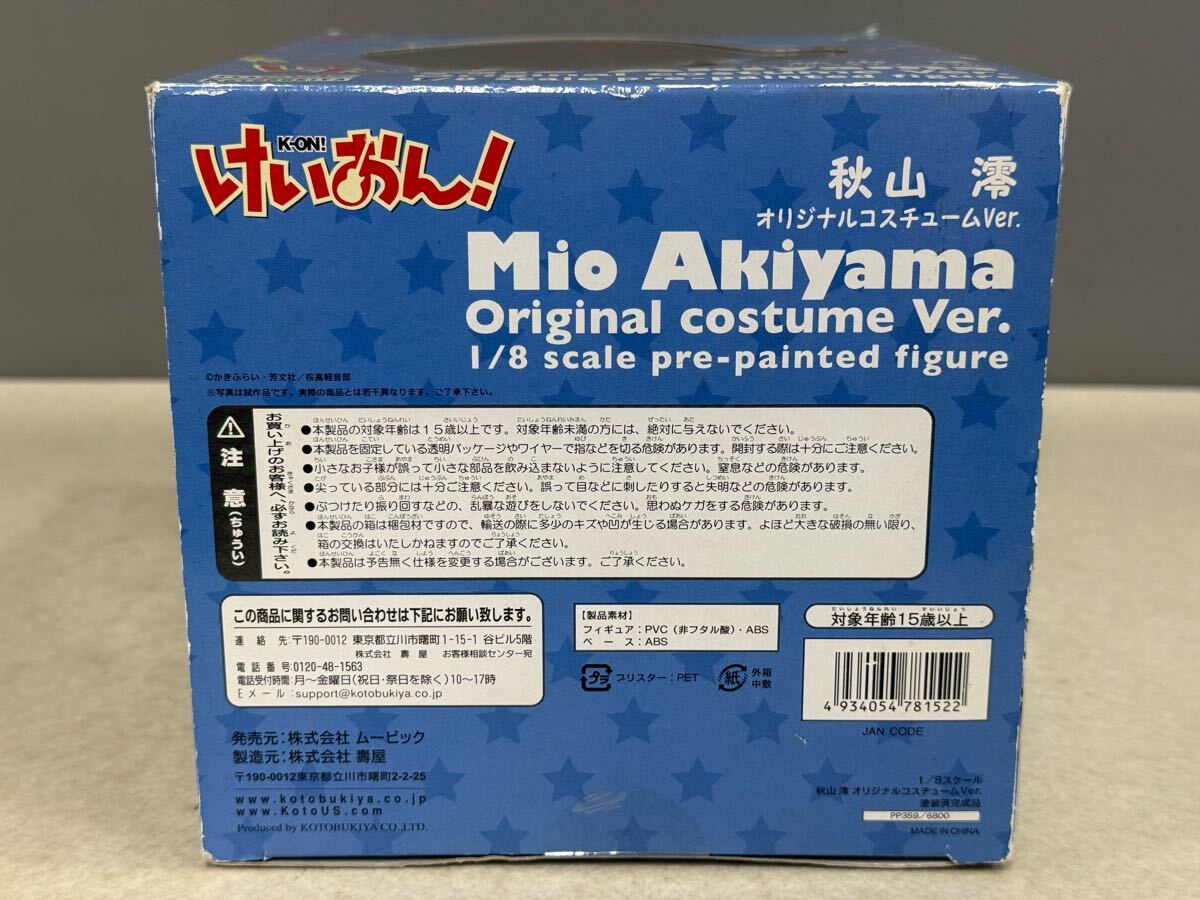 1/8 scale pre-painted figure.
K-ON!
けいおん!
秋山 澪
オリジナルコスチュームVer.
Mio Akiyama
Original costume Ver.
1/8 scale pre-painted figure
©かきふらい・芳文社/桜高軽音部
※写真は試作品です。実際の商品とは若干異なります。ご了承下さい。
注意(ちゅうい)
お買い上げのお客様へ、必ずお読み下さい。
●本製品の対象年齢は15歳以上です。対象年齢未満の方には、絶対に与えないでください。
●本製品を固定している透明パッケージやワイヤーで指などを切る危険があります。開封する際は十分にご注意ください。
●小さなお子様が誤って小さな部品を飲み込まないように注意してください。窒息などの危険があります。
●尖っている部分には十分ご注意ください。誤って目などに刺したりすると失明などの危険があります。
●ぶつけたり振り回すなどの、乱暴な遊びをしないでください。思わぬケガをする危険があります。
●本製品の箱は梱包材ですので、輸送の際に多少のキズや凹が生じる場合があります。よほど大きな破損の無い限り、
箱の交換はいたしかねますのでご了承ください。
●本製品は予告無く仕様を変更する場合がございます。ご了承ください。
この商品に関するお問い合わせは下記にお願い致します。
連絡先:〒190-0012 東京都立川市曙町1-15-1 谷ビル5階
株式会社 壽屋 お客様相談センター宛
電話番号:0120-48-1563
電話受付時間:月～金曜日(祝日・祭日を除く)10～17時
Eメール:support@kotobukiya.co.jp
【製品素材】
フィギュア:PVC(非フタル酸)・ABS
ベース:ABS
プラ
ブリスター:PET
紙
外箱
中敷
たいしょうねんれい さいいじょう
対象年齢15歳以上
4 934054 781522
JAN CODE
発売元:株式会社 ムービック
製造元:株式会社 壽屋
〒190-0012東京都立川市曙町2-2-25
www.kotobukiya.co.jp
www.KotoUS.com
Produced by KOTOBUKIYA CO.,LTD.
1/8スケール
秋山 澪 オリジナルコスチュームVer.
塗装済完成品
PP359/6800
MADE IN CHINA